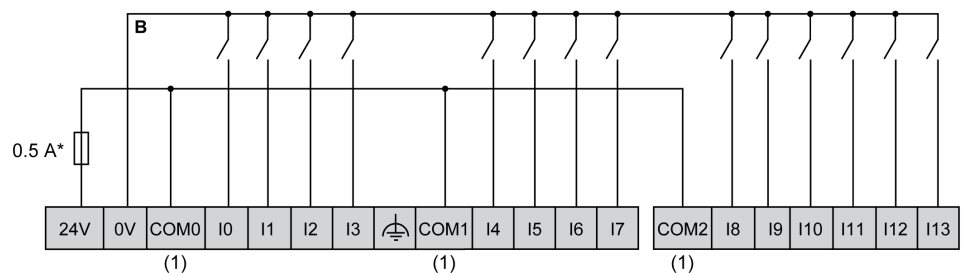 B
0.5 A*
24V 0V COM0 I0 I1 I2 I3 COM1 I4 I5 I6 I7 COM2 I8 I9 I10 I11 I12 I13
(1) (1) (1)